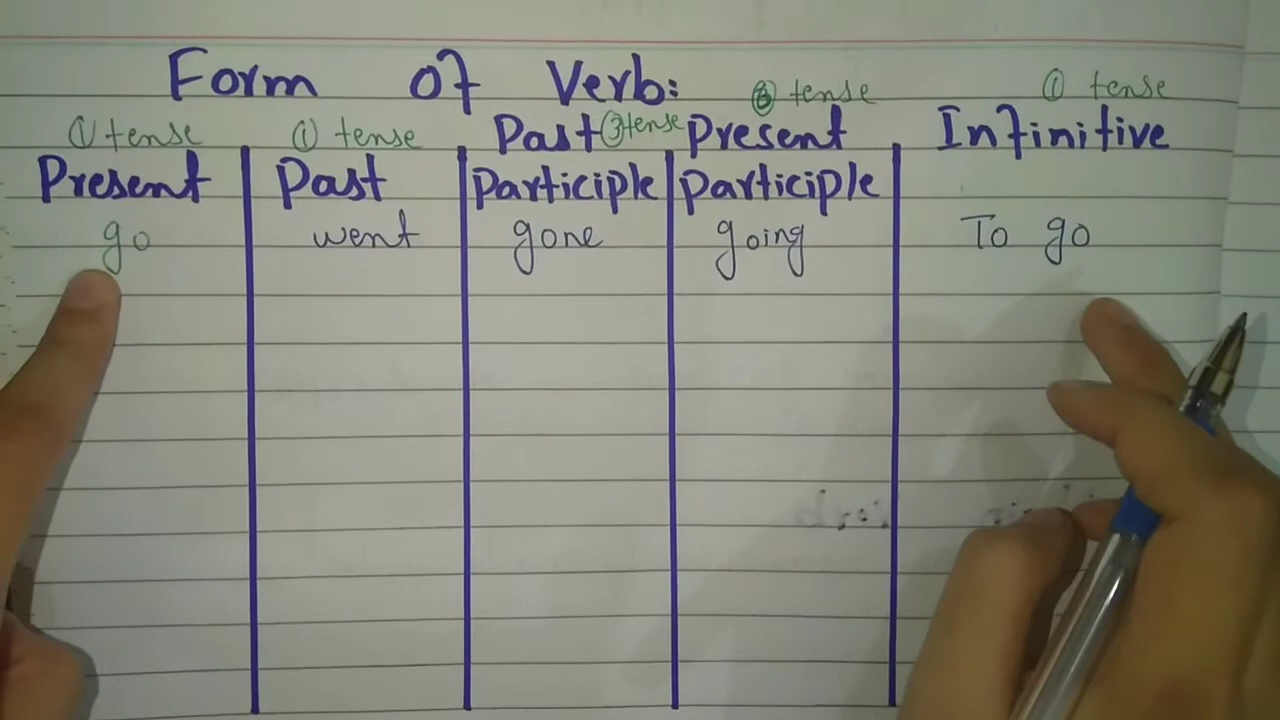 Form of Verb:
① tense ① tense Past ③ tense Present tense Infinitive ① tense
Present Past Participle Participle
go went gone going To go